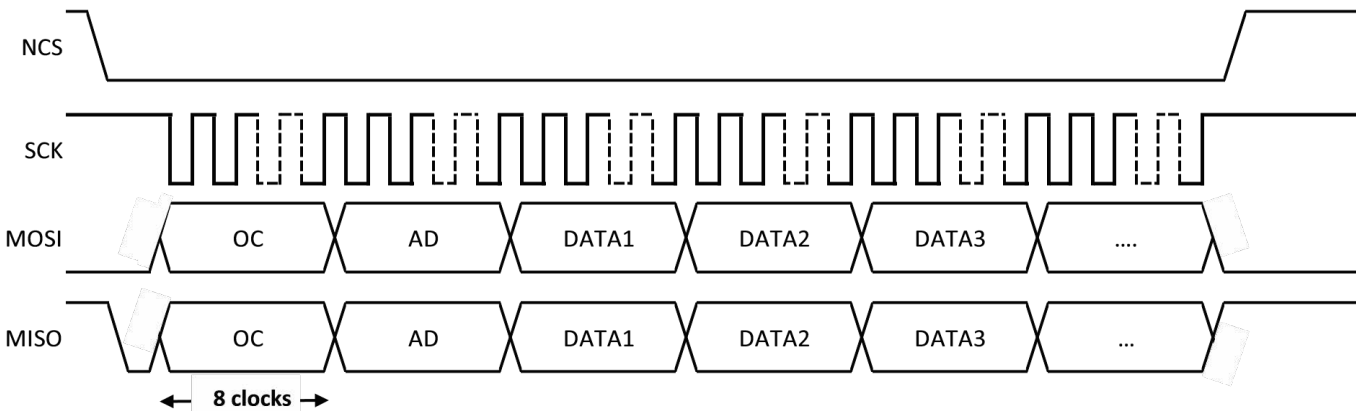 NCS
SCK
MOSI OC AD DATA1 DATA2 DATA3 ....
MISO OC AD DATA1 DATA2 DATA3 ...
8 clocks